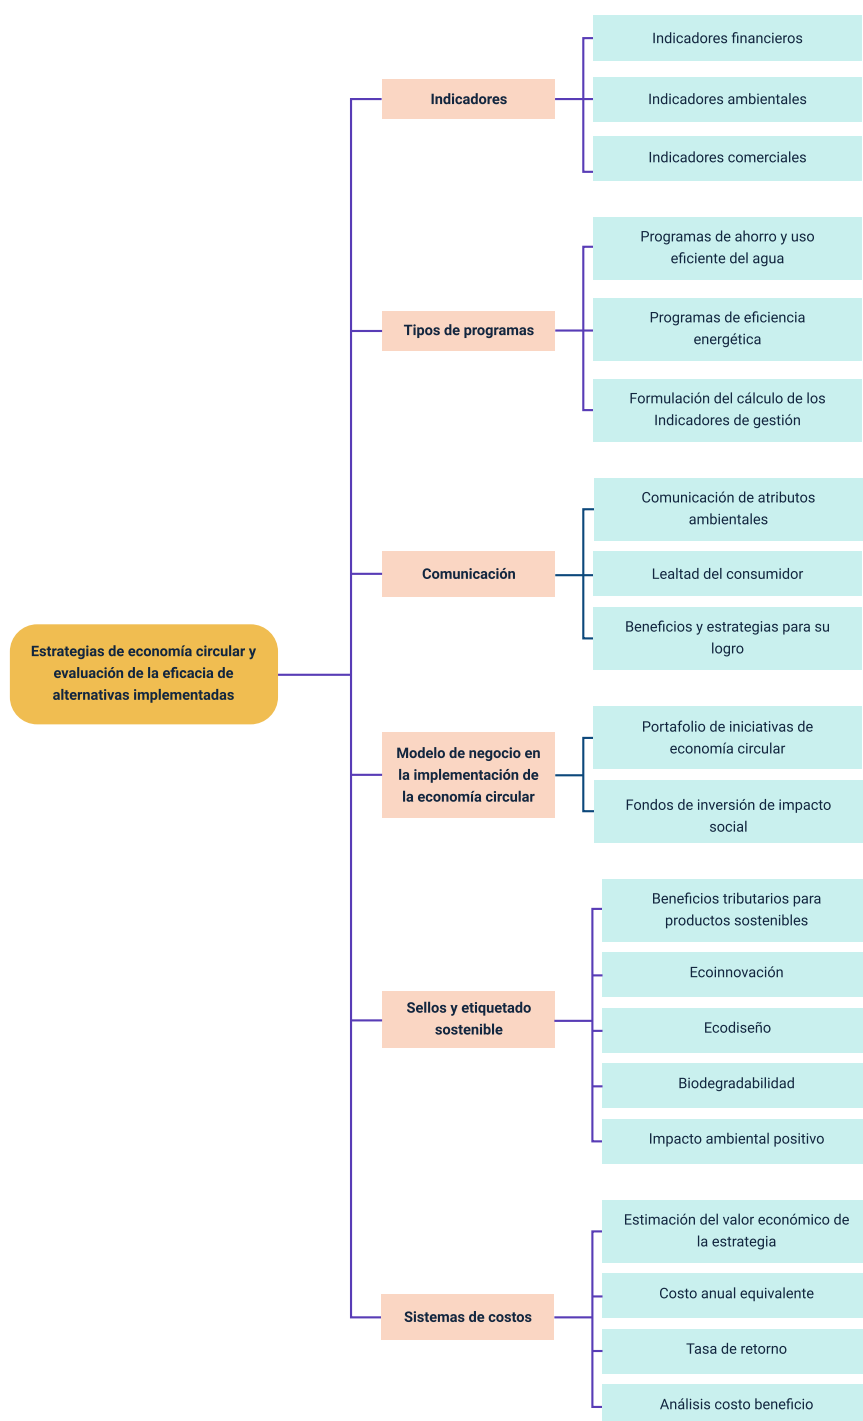 Estrategias de economía circular y
evaluación de la eficacia de
alternativas implementadas
Indicadores
Indicadores financieros
Indicadores ambientales
Indicadores comerciales
Tipos de programas
Programas de ahorro y uso
eficiente del agua
Programas de eficiencia
energética
Formulación del cálculo de los
Indicadores de gestión
Comunicación
Comunicación de atributos
ambientales
Lealtad del consumidor
Beneficios y estrategias para su
logro
Modelo de negocio en
la implementación de
la economía circular
Portafolio de iniciativas de
economía circular
Fondos de inversión de impacto
social
Sellos y etiquetado
sostenible
Beneficios tributarios para
productos sostenibles
Ecoinnovación
Ecodiseño
Biodegradabilidad
Impacto ambiental positivo
Sistemas de costos
Estimación del valor económico de
la estrategia
Costo anual equivalente
Tasa de retorno
Análisis costo beneficio